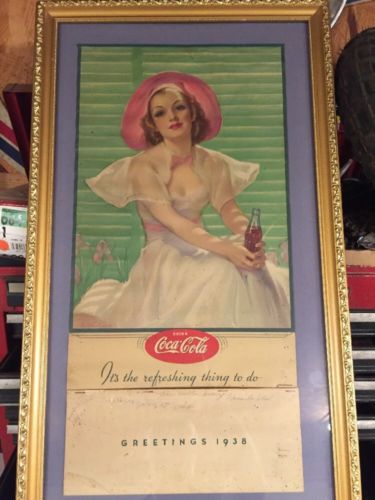 DRINK
Coca-Cola
It's the refreshing thing to do
GREETINGS 1938